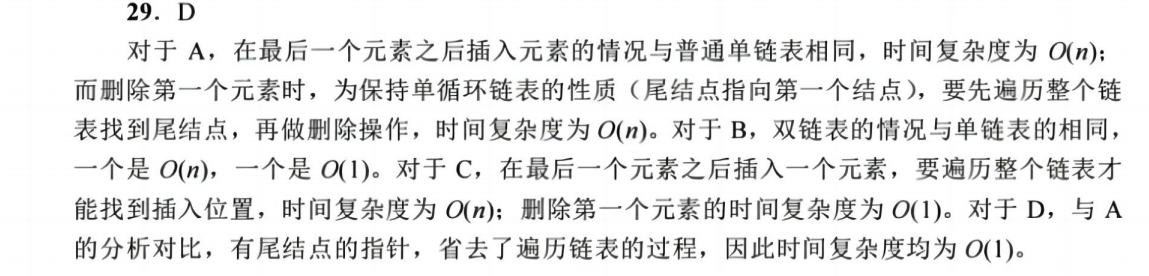 29．D
对于 A，在最后一个元素之后插入元素的情况与普通单链表相同，时间复杂度为 O(n)；
而删除第一个元素时，为保持单循环链表的性质（尾结点指向第一个结点），要先遍历整个链
表找到尾结点，再做删除操作，时间复杂度为 O(n)。对于 B，双链表的情况与单链表的相同，
一个是 O(n)，一个是 O(1)。对于 C，在最后一个元素之后插入一个元素，要遍历整个链表才
能找到插入位置，时间复杂度为 O(n)；删除第一个元素的时间复杂度为 O(1)。对于 D，与 A
的分析对比，有尾结点的指针，省去了遍历链表的过程，因此时间复杂度均为 O(1)。